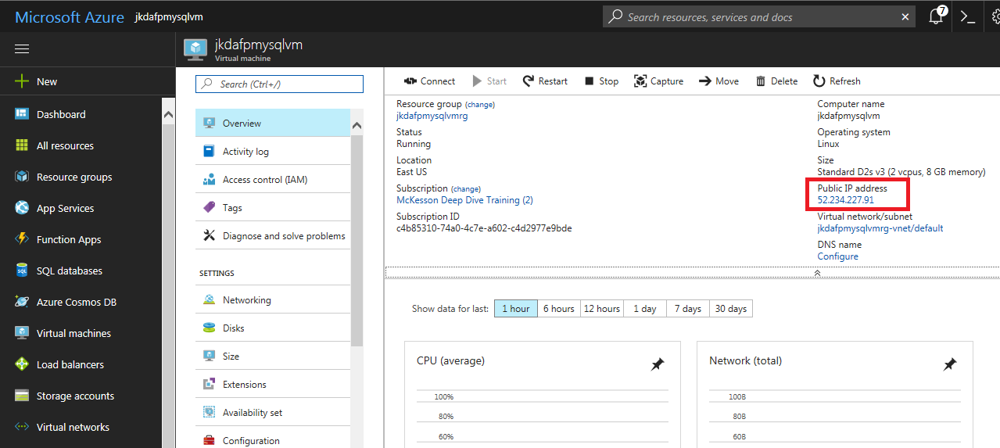 Microsoft Azure jkdafpmysqlvm
Search resources, services and docs
7
jkdafpmysqlvm
Virtual machine
New
Dashboard
All resources
Resource groups
App Services
Function Apps
SQL databases
Azure Cosmos DB
Virtual machines
Load balancers
Storage accounts
Virtual networks
Search (Ctrl+/)
Overview
Activity log
Access control (IAM)
Tags
Diagnose and solve problems
SETTINGS
Networking
Disks
Size
Extensions
Availability set
Configuration
Connect Start Restart Stop Capture Move Delete Refresh
Resource group (change)
jkdafpmysqlvmrg
Status
Running
Location
East US
Subscription (change)
McKesson Deep Dive Training (2)
Subscription ID
c4b85310-74a0-4c7e-a602-c4d2977e9bde
Computer name
jkdafpmysqlvm
Operating system
Linux
Size
Standard D2s v3 (2 vcpus, 8 GB memory)
Public IP address
52.234.227.91
Virtual network/subnet
jkdafpmysqlvmrg-vnet/default
DNS name
Configure
Show data for last: 1 hour 6 hours 12 hours 1 day 7 days 30 days
CPU (average)
100%
80%
60%
Network (total)
100B
80B
60B